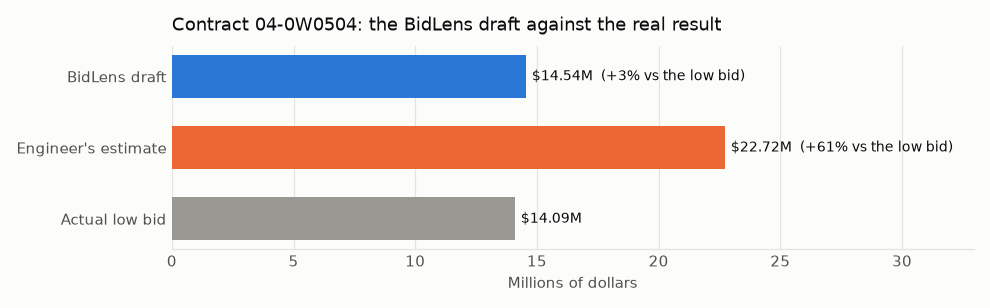 Contract 04-0W0504: the BidLens draft against the real result
BidLens draft
$14.54M (+3% vs the low bid)
Engineer's estimate
$22.72M (+61% vs the low bid)
Actual low bid
$14.09M
0 5 10 15 20 25 30
Millions of dollars